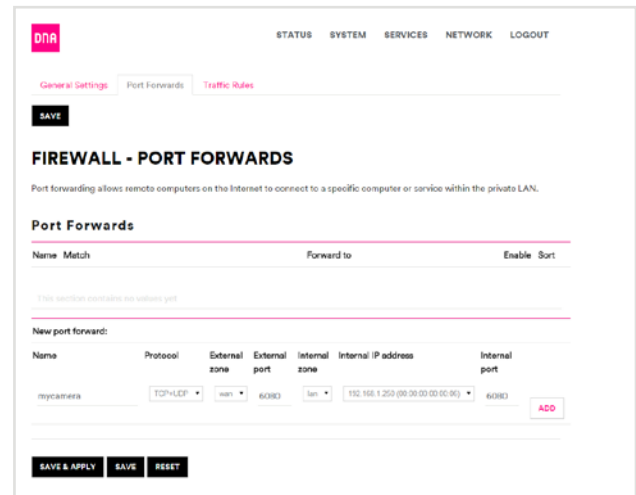 DNA
STATUS SYSTEM SERVICES NETWORK LOGOUT
General Settings Port Forwards Traffic Rules
SAVE
FIREWALL - PORT FORWARDS
Port forwarding allows remote computers on the Internet to connect to a specific computer or service within the private LAN.
Port Forwards
Name Match Forward to Enable Sort
This section contains no values yet
New port forward:
Name Protocol External zone External port Internal zone Internal IP address Internal port
mycamera TCP+UDP wan 6080 lan 192.168.1.250 (00:00:00:00:00:00) 6080
ADD
SAVE & APPLY SAVE RESET